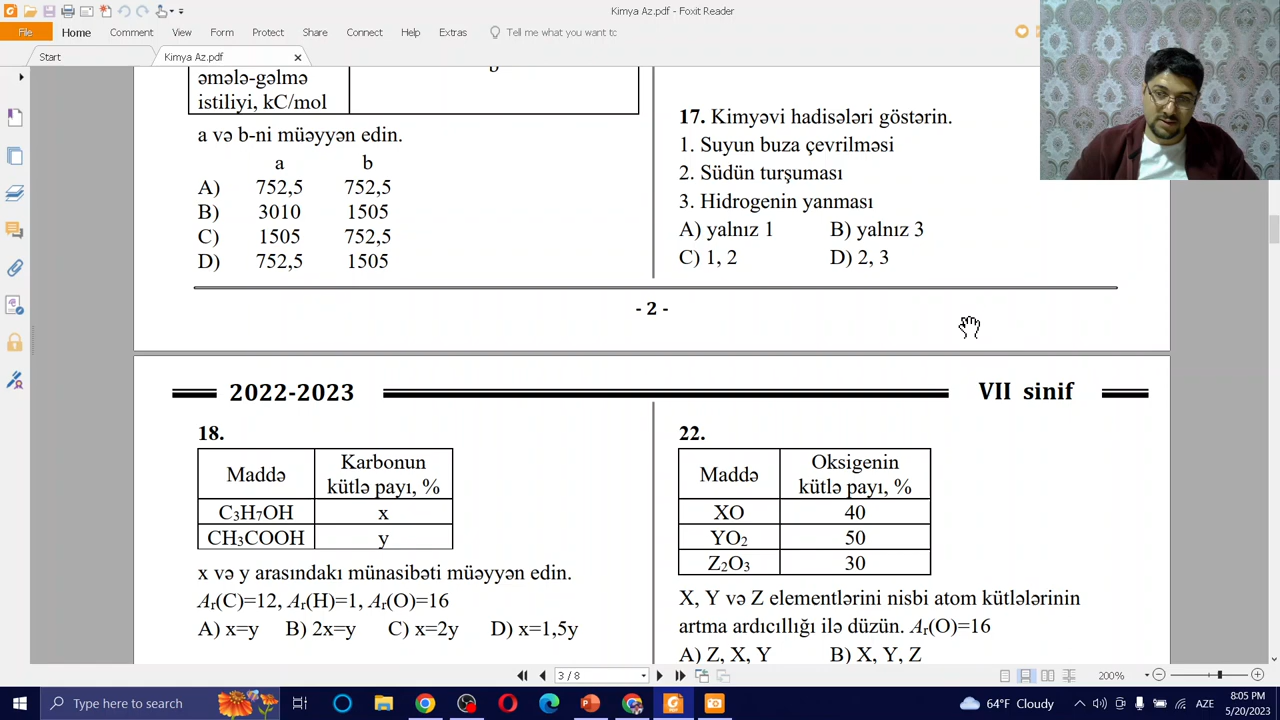 Kimya Az.pdf - Foxit Reader
File Home Comment View Form Protect Share Connect Help Extras Tell me what you want to
Start Kimya Az.pdf
əmələ-gəlmə
istiliyi, kC/mol
a və b-ni müəyyən edin.
a b
A) 752,5 752,5
B) 3010 1505
C) 1505 752,5
D) 752,5 1505
17. Kimyəvi hadisələri göstərin.
1. Suyun buza çevrilməsi
2. Südün turşuması
3. Hidrogenin yanması
A) yalnız 1 B) yalnız 3
C) 1, 2 D) 2, 3
- 2 -
2022-2023 VII sinif
18.
Maddə Karbonun kütlə payı, %
C₃H₇OH x
CH₃COOH y
x və y arasındakı münasibəti müəyyən edin.
Aᵣ(C)=12, Aᵣ(H)=1, Aᵣ(O)=16
A) x=y B) 2x=y C) x=2y D) x=1,5y
22.
Maddə Oksigenin kütlə payı, %
XO 40
YO₂ 50
Z₂O₃ 30
X, Y və Z elementlərini nisbi atom kütlələrinin
artma ardıcıllığı ilə düzün. Aᵣ(O)=16
A) Z, X, Y B) X, Y, Z
3 / 8 200%
Type here to search 64°F Cloudy AZE 8:05 PM
5/20/2023